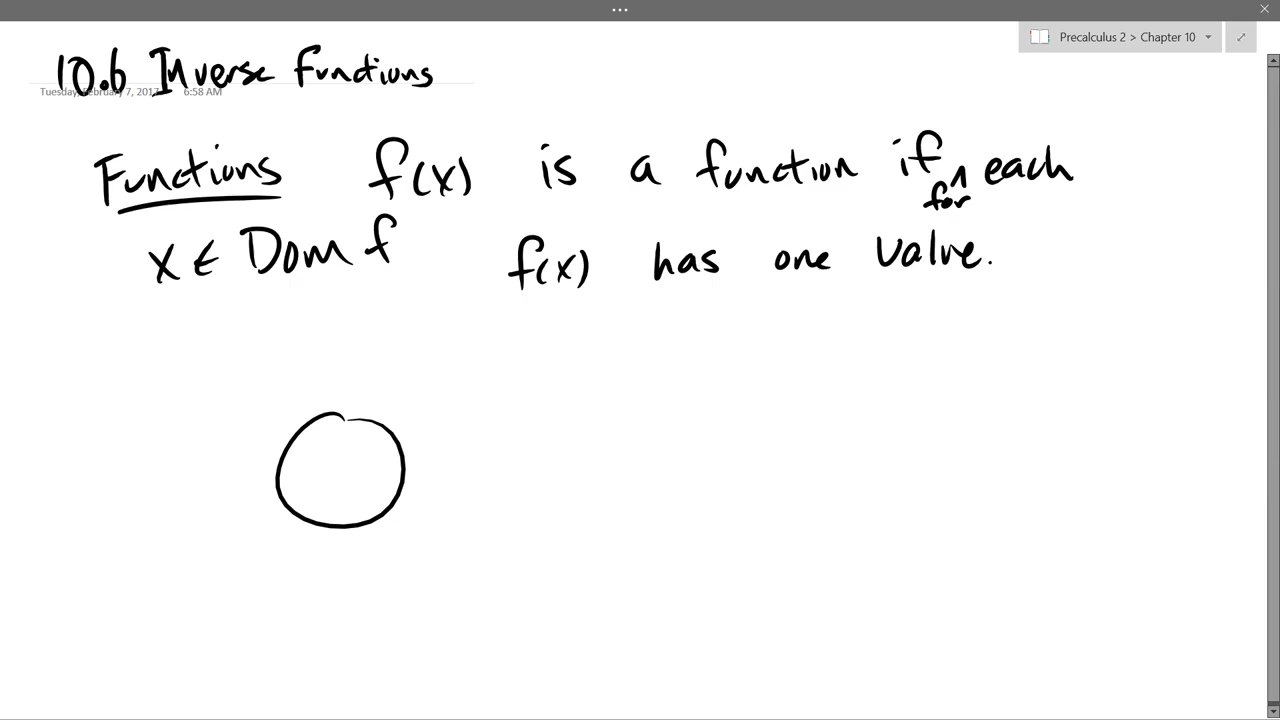 Precalculus 2 > Chapter 10
10.6 Inverse Functions
Tuesday, February 7, 2017 6:58 AM
Functions f(x) is a function if for each
x ∈ Dom f f(x) has one value.